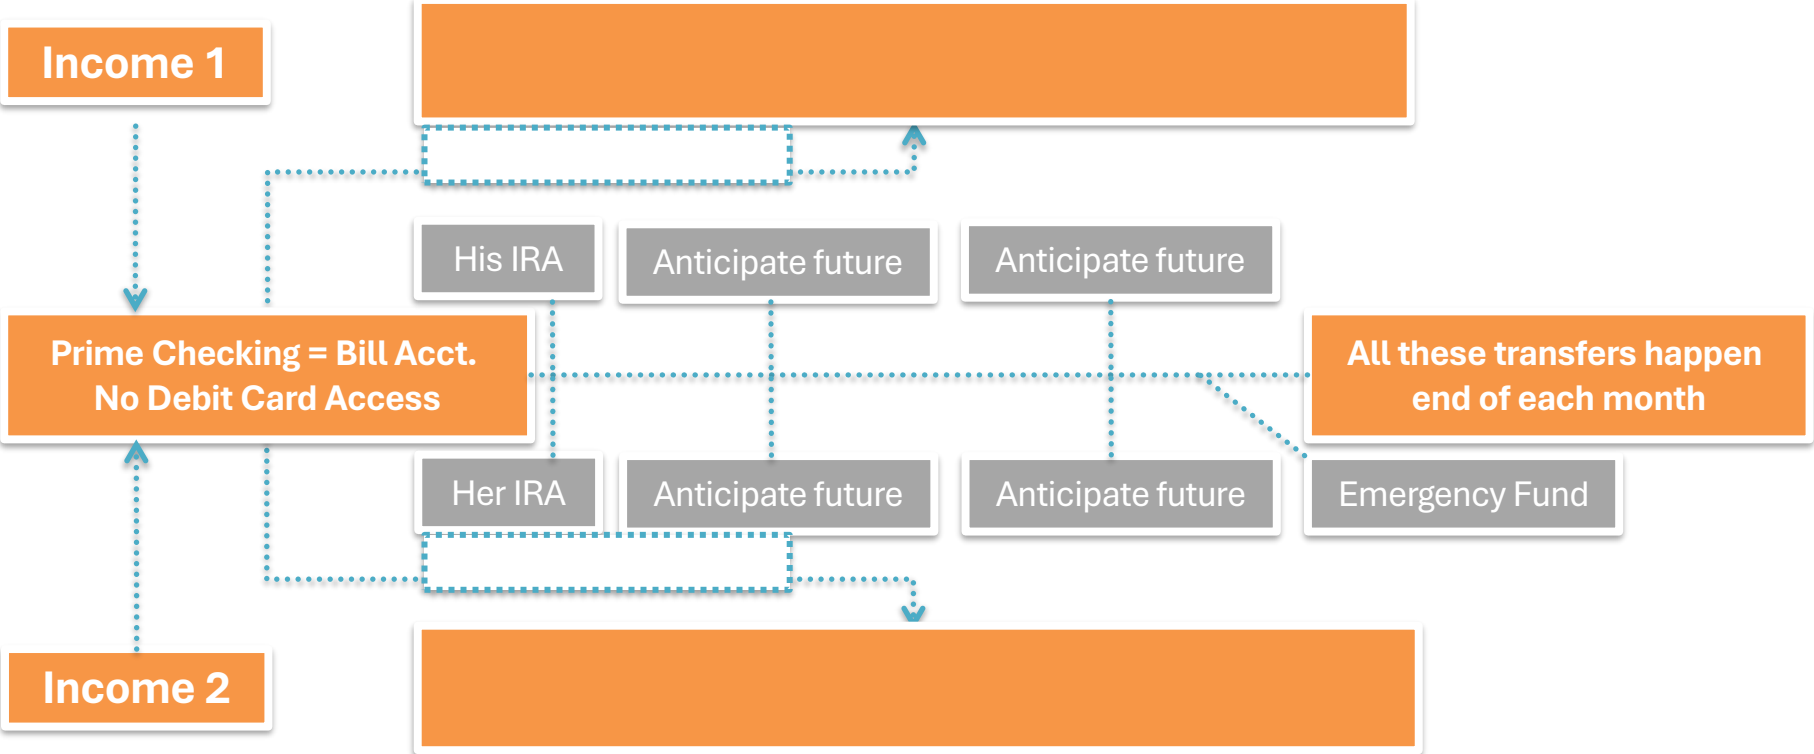 Income 1
His IRA
Anticipate future
Anticipate future
Prime Checking = Bill Acct.
No Debit Card Access
All these transfers happen
end of each month
Her IRA
Anticipate future
Anticipate future
Emergency Fund
Income 2